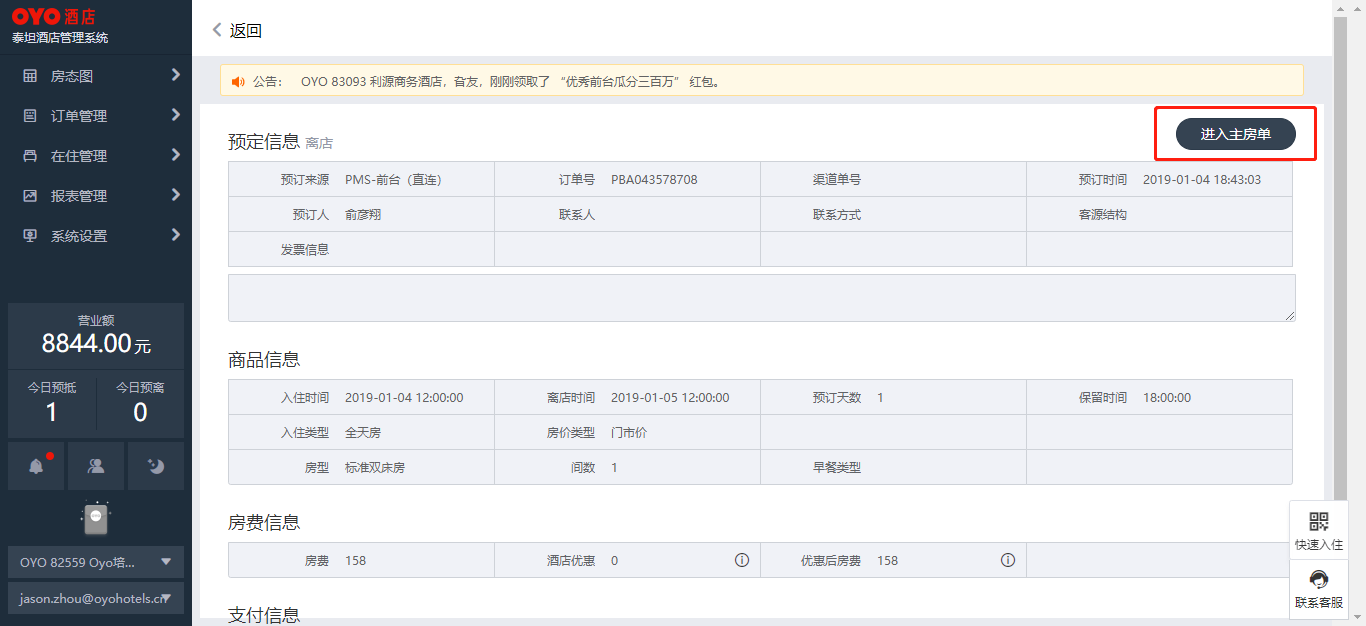 OYO 酒店
泰坦酒店管理系统
房态图
订单管理
在住管理
报表管理
系统设置
营业额
8844.00元
今日预抵 今日预离
1 0
OYO 82559 Oyo培...
jason.zhou@oyohotels.cn
返回
公告： OYO 83093 利源商务酒店，旮友，刚刚领取了 “优秀前台瓜分三百万” 红包。
进入主房单
预定信息 离店
预订来源 PMS-前台（直连） 订单号 PBA043578708 渠道单号 预订时间 2019-01-04 18:43:03
预订人 俞彦翔 联系人 联系方式 客源结构
发票信息
商品信息
入住时间 2019-01-04 12:00:00 离店时间 2019-01-05 12:00:00 预订天数 1 保留时间 18:00:00
入住类型 全天房 房价类型 门市价
房型 标准双床房 间数 1 早餐类型
房费信息
房费 158 酒店优惠 0 优惠后房费 158
支付信息
快速入住
联系客服